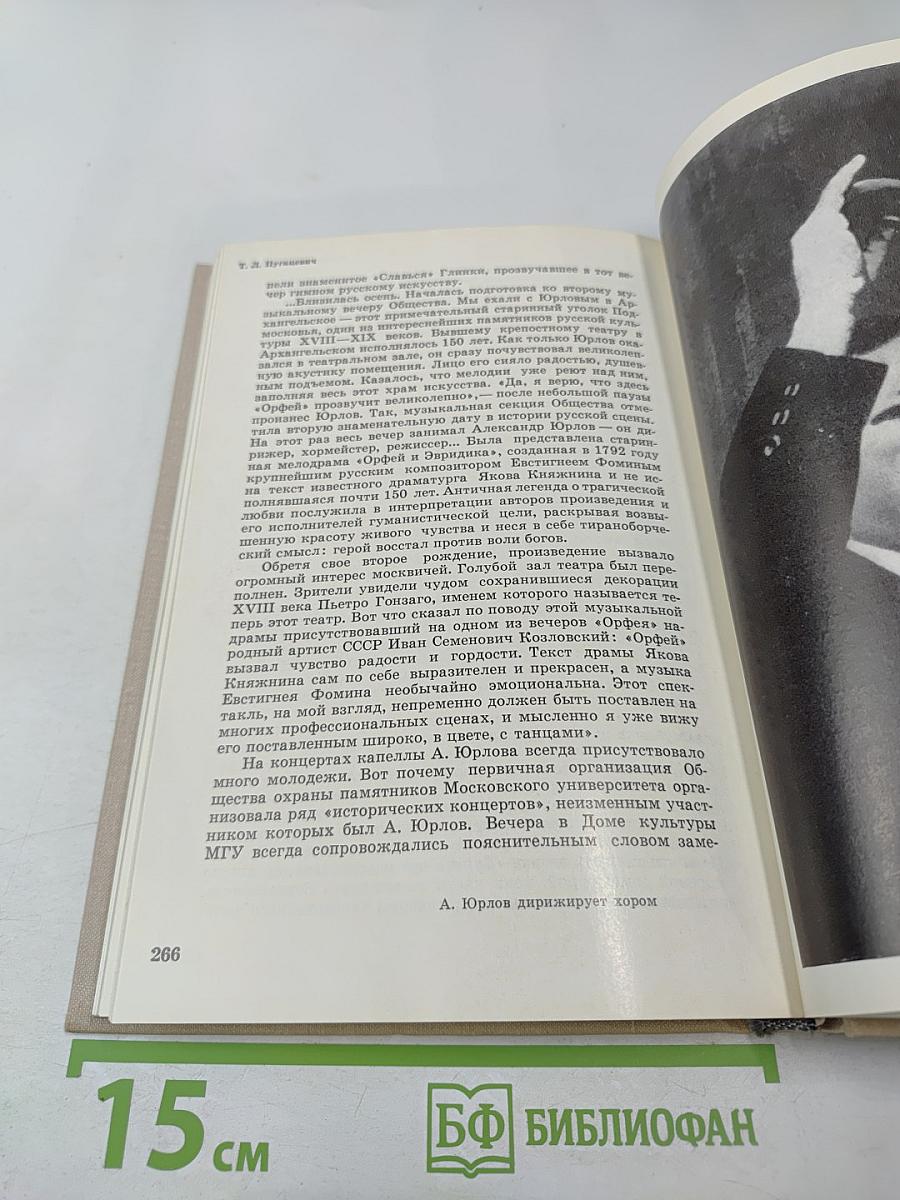 Т. Л. Пугицевич
пели знаменитое «Славься» Глинки, прозвучавшее в тот ве-
чер гимном русскому искусству.
...Близилась осень. Началась подготовка ко второму му-
зыкальному вечеру Общества. Мы ехали с Юрловым в Ар-
хангельское — этот примечательный старинный уголок Под-
московья, один из интереснейших памятников русской куль-
туры XVIII—XIX веков. Бывшему крепостному театру в
Архангельском исполнялось 150 лет. Как только Юрлов ока-
зался в театральном зале, он сразу почувствовал великолеп-
ную акустику помещения. Лицо его сияло радостью, душев-
ным подъемом. Казалось, что мелодии уже реют над ним,
заполняя весь этот храм искусства. «Да, я верю, что здесь
«Орфей» прозвучит великолепно»,— после небольшой паузы
произнес Юрлов. Так, музыкальная секция Общества отме-
тила вторую знаменательную дату в истории русской сцены.
На этот раз весь вечер занимал Александр Юрлов — он ди-
рижер, хормейстер, режиссер... Была представлена старин-
ная мелодрама «Орфей и Эвридика», созданная в 1792 году
крупнейшим русским композитором Евстигнеем Фоминым
на текст известного драматурга Якова Княжнина и не ис-
полнявшаяся почти 150 лет. Античная легенда о трагической
любви послужила в интерпретации авторов произведения и
его исполнителей гуманистической цели, раскрывая возвы-
шенную красоту живого чувства и неся в себе тираноборче-
ский смысл: герой восстал против воли богов.
Обретя свое второе рождение, произведение вызвало
огромный интерес москвичей. Голубой зал театра был пере-
полнен. Зрители увидели чудом сохранившиеся декорации
XVIII века Пьетро Гонзаго, именем которого называется те-
перь этот театр. Вот что сказал по поводу этой музыкальной
драмы присутствовавший на одном из вечеров «Орфея» на-
родный артист СССР Иван Семенович Козловский: «Орфей»
вызвал чувство радости и гордости. Текст драмы Якова
Княжнина сам по себе выразителен и прекрасен, а музыка
Евстигнея Фомина необычайно эмоциональна. Этот спек-
такль, на мой взгляд, непременно должен быть поставлен на
многих профессиональных сценах, и мысленно я уже вижу
его поставленным широко, в цвете, с танцами».
На концертах капеллы А. Юрлова всегда присутствовало
много молодежи. Вот почему первичная организация Об-
щества охраны памятников Московского университета орга-
низовала ряд «исторических концертов», неизменным участ-
ником которых был А. Юрлов. Вечера в Доме культуры
МГУ всегда сопровождались пояснительным словом заме-
А. Юрлов дирижирует хором
266
15 см
БФ БИБЛИОФАН